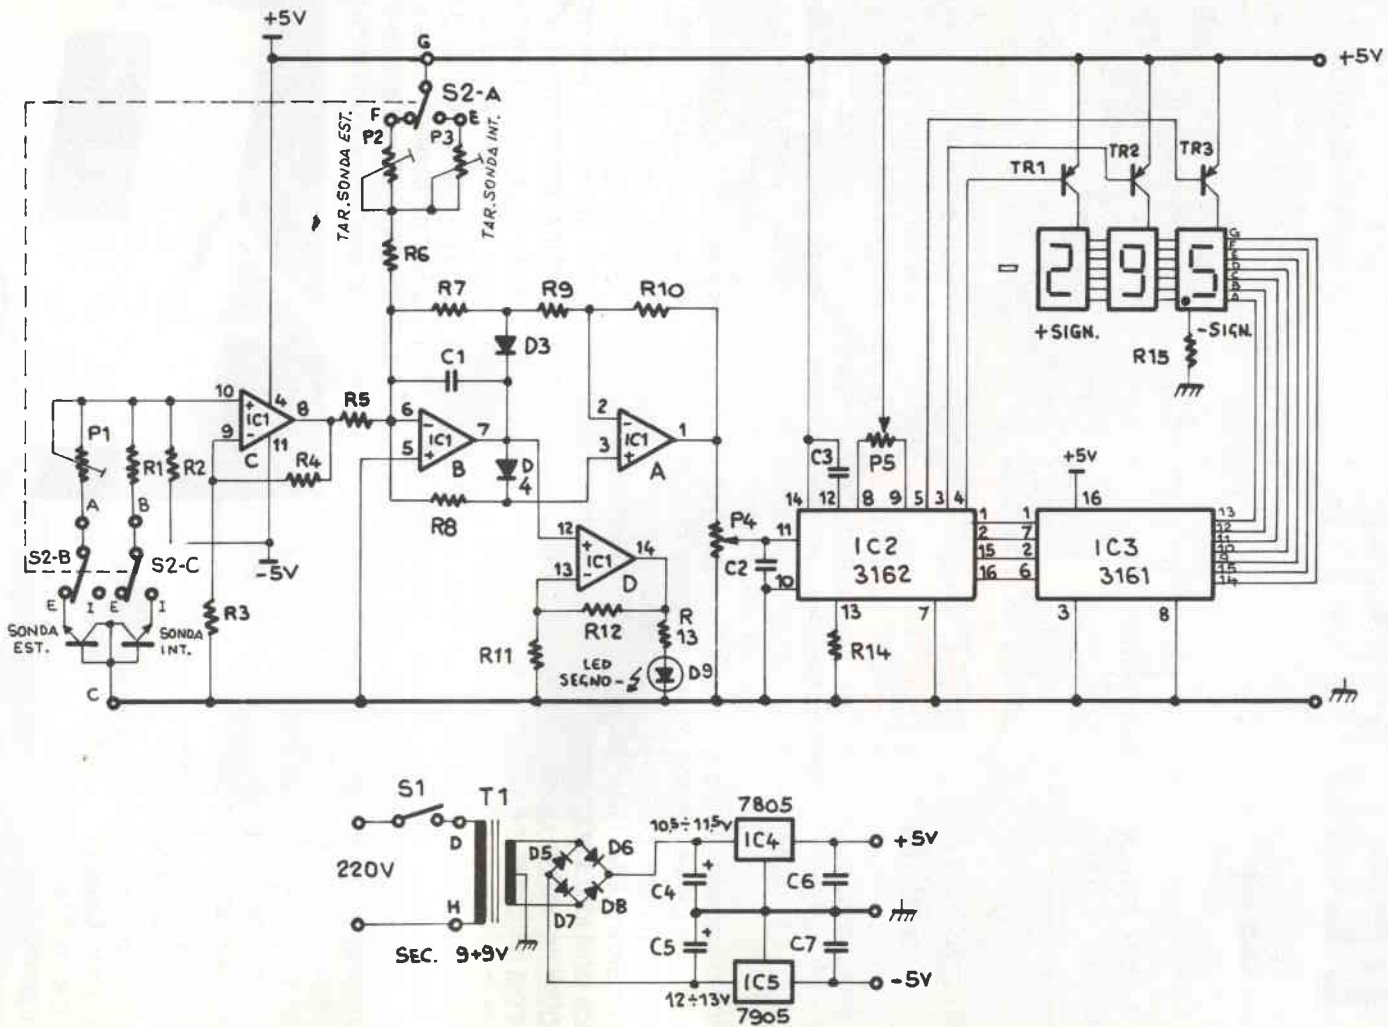 +5V
G
+5V
S2-A
F
E
P2
P3
TAR. SONDA EST.
TAR. SONDA INT.
R6
R7
R9
R10
D3
C1
10
+
4
IC1
8
9
-
11
C
R5
R4
6
-
IC1
7
5
+
B
D
4
2
-
IC1
1
3
+
A
R8
P1
R1
R2
A
B
S2-B
S2-C
-5V
E
I
E
I
SONDA
EST.
SONDA
INT.
C
R3
12
+
IC1
14
13
-
D
R12
R
13
R11
LED
SEGNO-
D9
P4
C2
TR1
TR2
TR3
-
2
9
5
G
F
E
D
C
B
A
+SIGN.
-SIGN.
R15
C3
P5
14
12
8
9
5
3
4
11
10
IC2
3162
1
2
15
16
13
7
R14
+5V
16
1
7
2
6
IC3
3161
13
12
11
10
9
15
14
3
8
S1
T1
D
220V
H
SEC. 9+9V
D5
D6
D7
D8
10,5÷11,5V
7805
IC4
+5V
+
C4
C6
+
C5
C7
12÷13V
IC5
7905
-5V